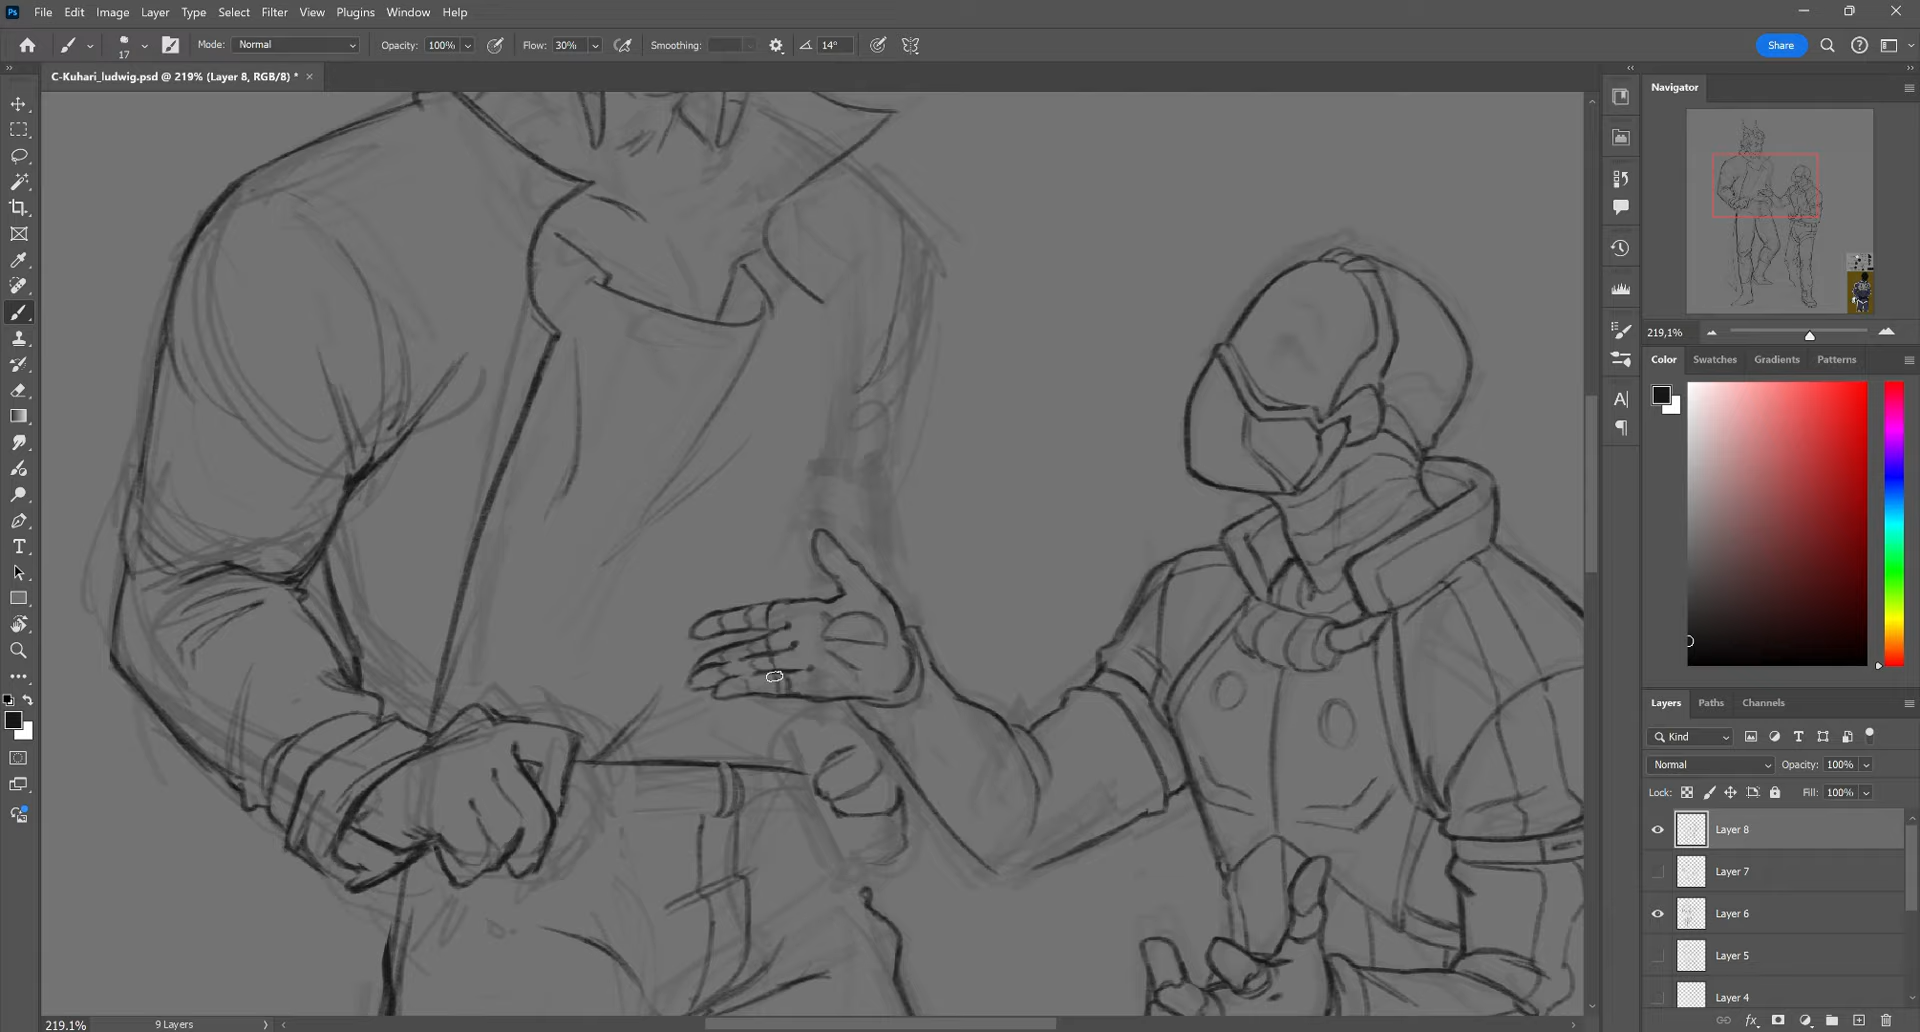 Ps File Edit Image Layer Type Select Filter View Plugins Window Help
17 Mode: Normal Opacity: 100% Flow: 30% Smoothing: 14° Share
C-Kuhari_ludwig.psd @ 219% (Layer 8, RGB/8) * ×
Navigator
219,1%
Color Swatches Gradients Patterns
Layers Paths Channels
Kind
Normal Opacity: 100%
Lock: Fill: 100%
Layer 8
Layer 7
Layer 6
Layer 5
Layer 4
219.1% 9 Layers